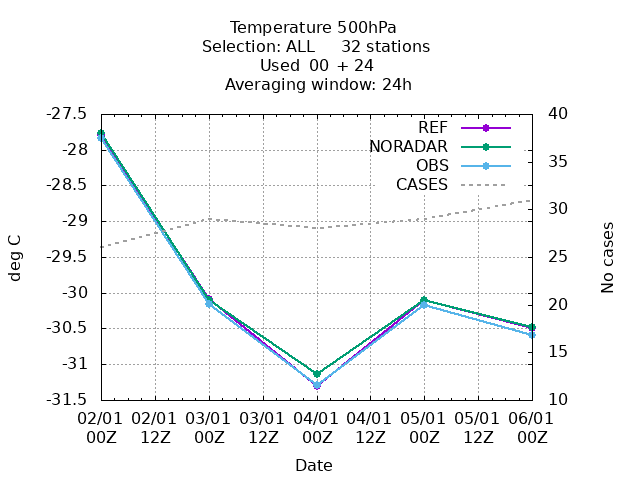 Temperature 500hPa
Selection: ALL 32 stations
Used 00 + 24
Averaging window: 24h
-27.5
-28
-28.5
-29
-29.5
-30
-30.5
-31
-31.5
deg C
40
35
30
25
20
15
10
No cases
REF
NORADAR
OBS
CASES
02/01 02/01 03/01 03/01 04/01 04/01 05/01 05/01 06/01
00Z 12Z 00Z 12Z 00Z 12Z 00Z 12Z 00Z
Date